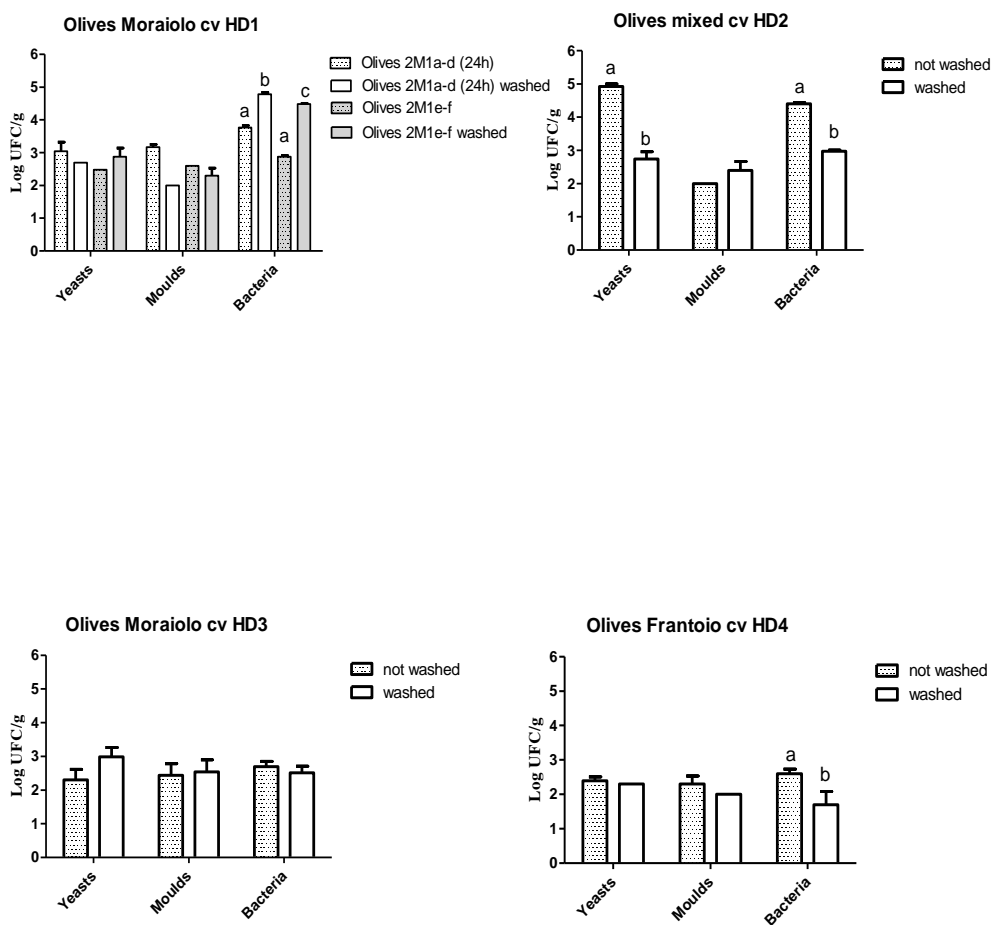 Olives Moraiolo cv HD1
Log UFC/g
6
5
4
3
2
1
0
a
b
a
c
Yeasts
Moulds
Bacteria
Olives 2M1a-d (24h)
Olives 2M1a-d (24h) washed
Olives 2M1e-f
Olives 2M1e-f washed
Olives mixed cv HD2
Log UFC/g
6
5
4
3
2
1
0
a
b
a
b
Yeasts
Moulds
Bacteria
not washed
washed
Olives Moraiolo cv HD3
Log UFC/g
6
5
4
3
2
1
0
Yeasts
Moulds
Bacteria
not washed
washed
Olives Frantoio cv HD4
Log UFC/g
6
5
4
3
2
1
0
a
b
Yeasts
Moulds
Bacteria
not washed
washed